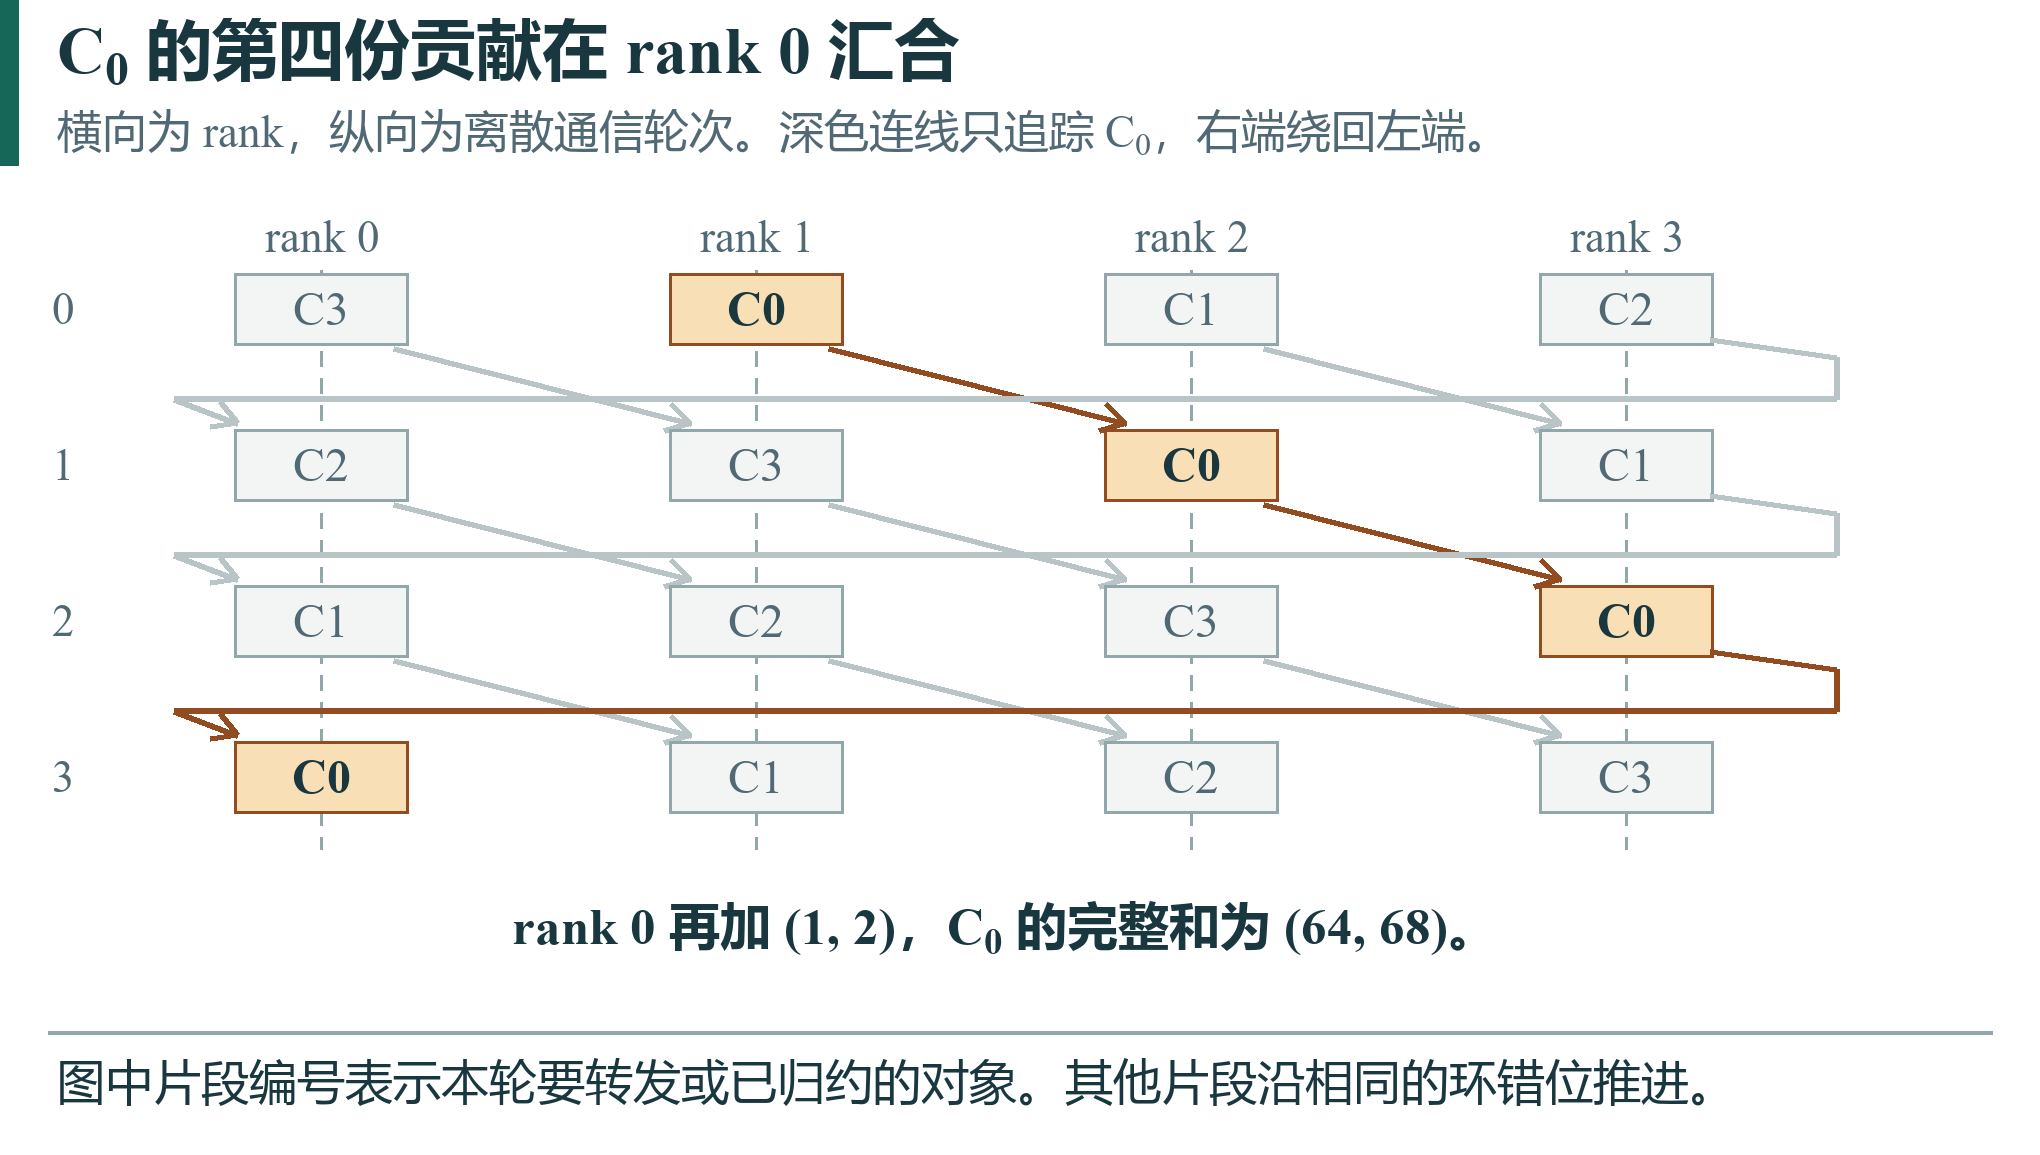 C₀ 的第四份贡献在 rank 0 汇合
横向为 rank，纵向为离散通信轮次。深色连线只追踪 C₀，右端绕回左端。
rank 0 rank 1 rank 2 rank 3
0 C3 C0 C1 C2
1 C2 C3 C0 C1
2 C1 C2 C3 C0
3 C0 C1 C2 C3
rank 0 再加 (1, 2)，C₀ 的完整和为 (64, 68)。
图中片段编号表示本轮要转发或已归约的对象。其他片段沿相同的环错位推进。